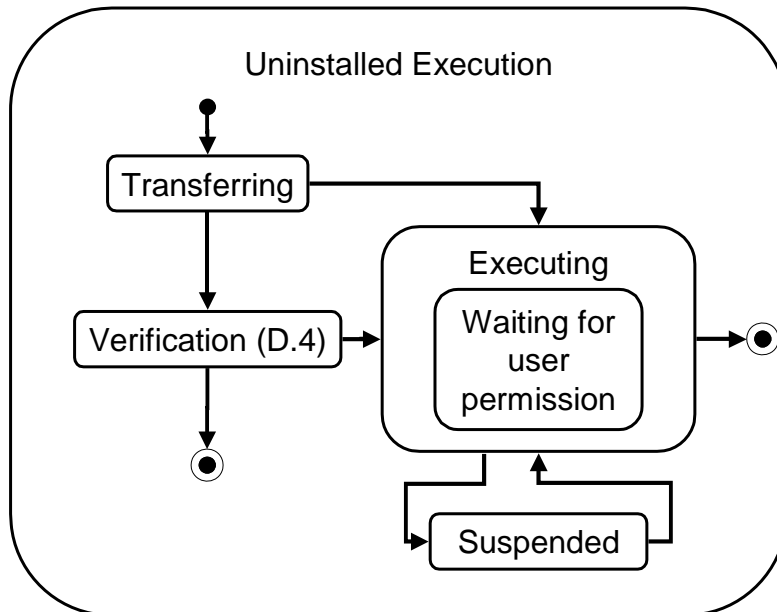 Uninstalled Execution
Transferring
Executing
Verification (D.4)
Waiting for
user
permission
Suspended